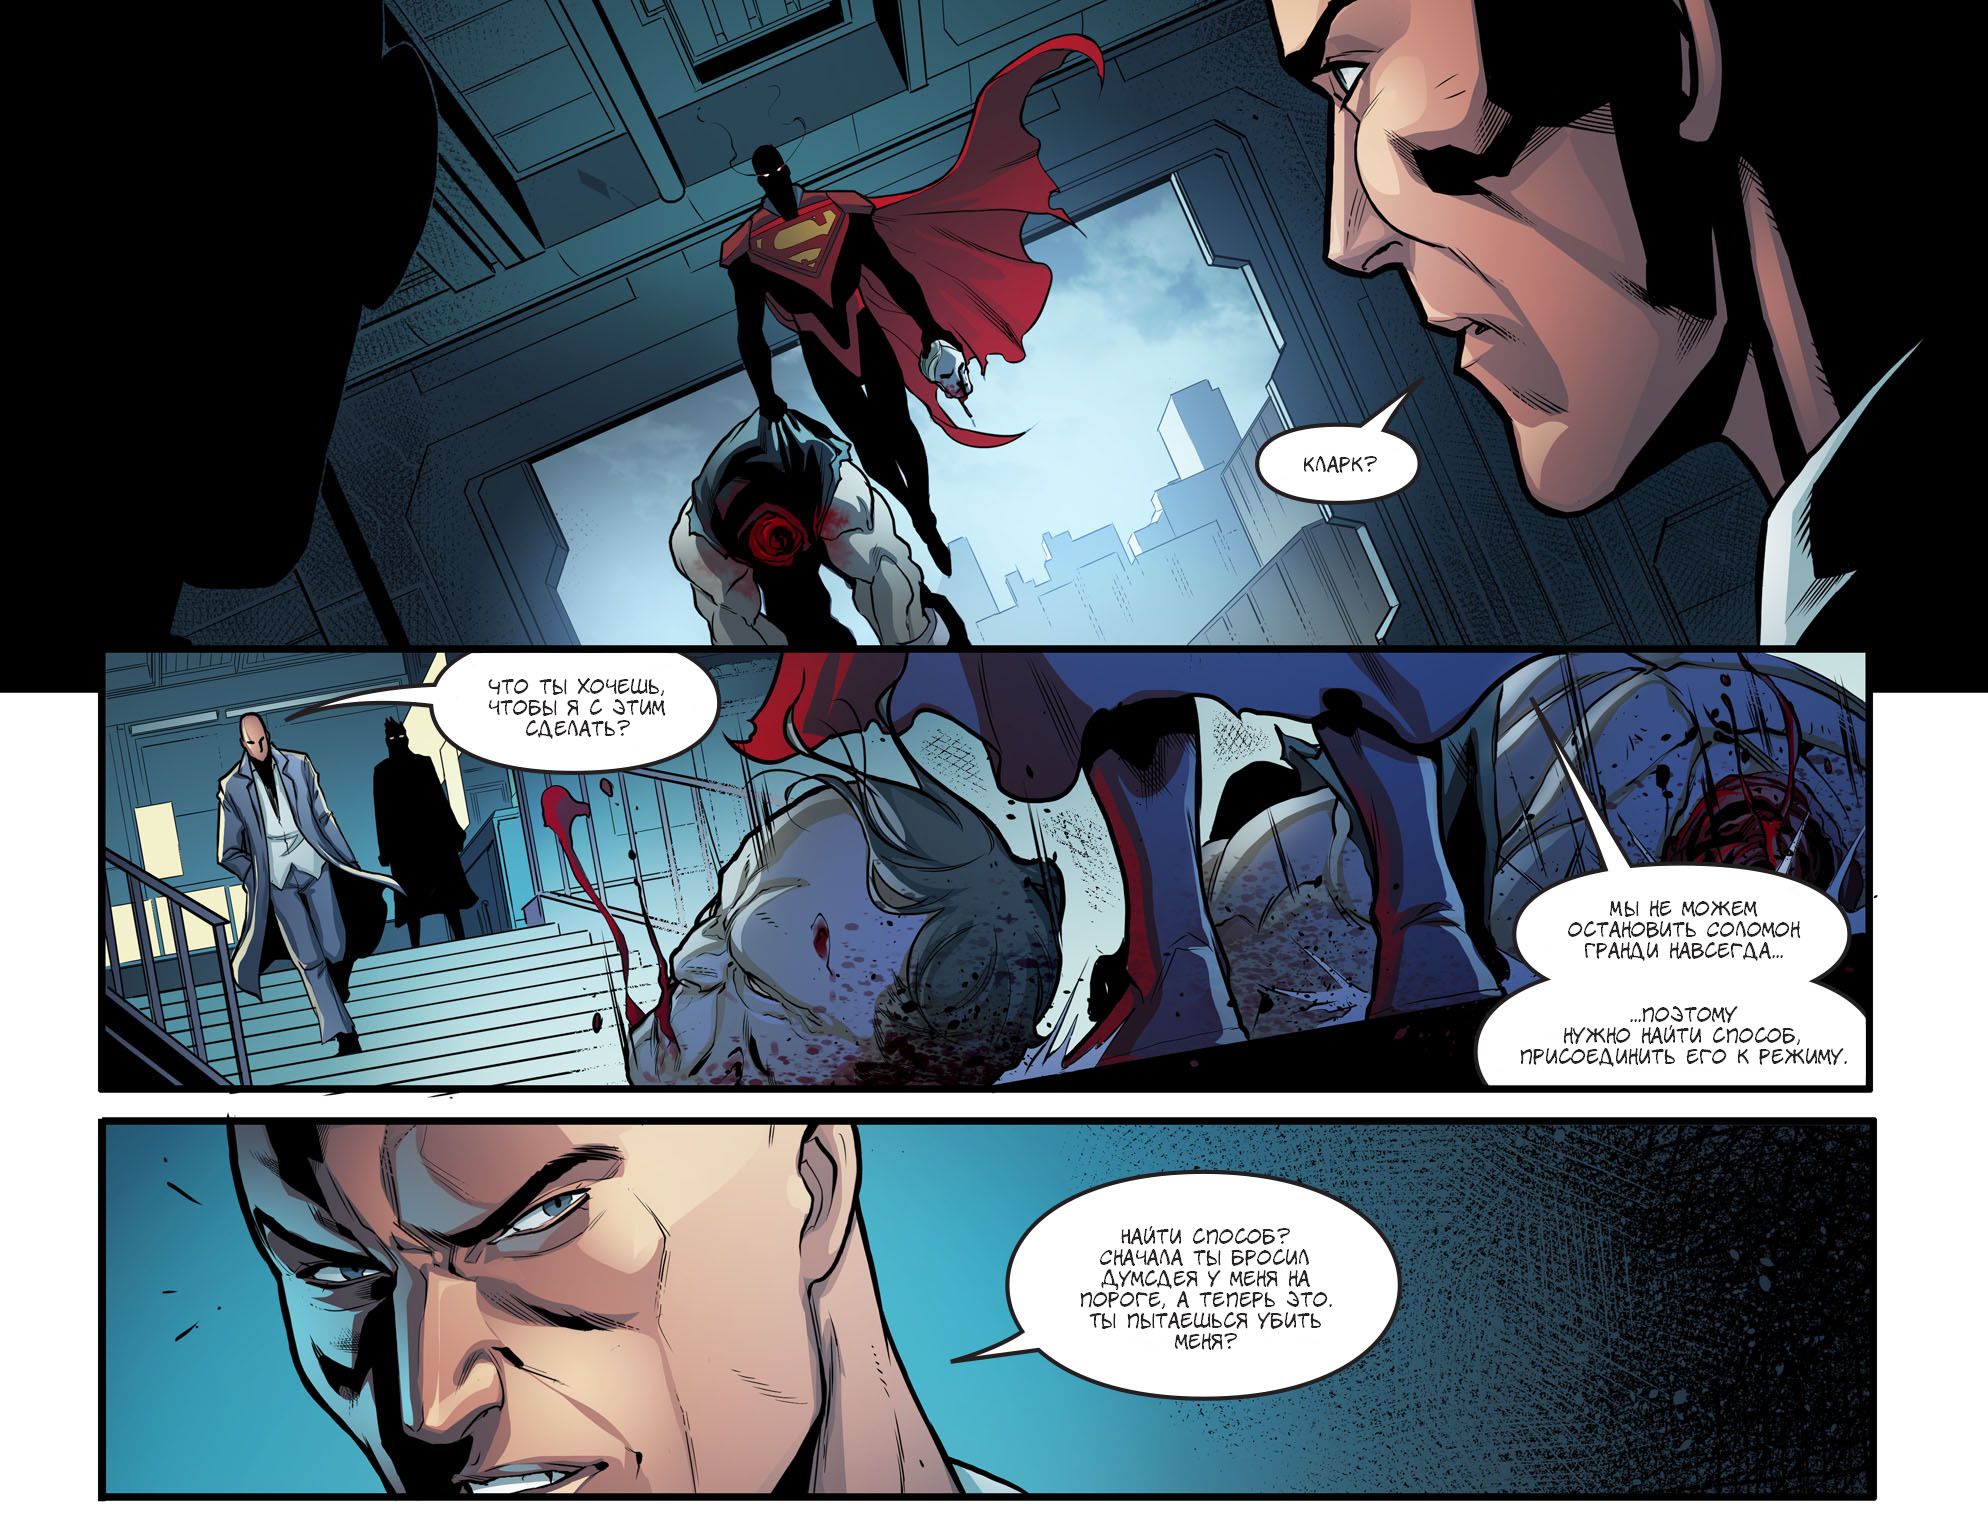 КЛАРК?
ЧТО ТЫ ХОЧЕШЬ,
ЧТОБЫ Я С ЭТИМ
СДЕЛАТЬ?
МЫ НЕ МОЖЕМ
ОСТАНОВИТЬ СОЛОМОН
ГРАНДИ НАВСЕГДА...
...ПОЭТОМУ
НУЖНО НАЙТИ СПОСОБ,
ПРИСОЕДИНИТЬ ЕГО К РЕЖИМУ.
НАЙТИ СПОСОБ?
СНАЧАЛА ТЫ БРОСИЛ
ДУМСДЕЯ У МЕНЯ НА
ПОРОГЕ, А ТЕПЕРЬ ЭТО.
ТЫ ПЫТАЕШЬСЯ УБИТЬ
МЕНЯ?